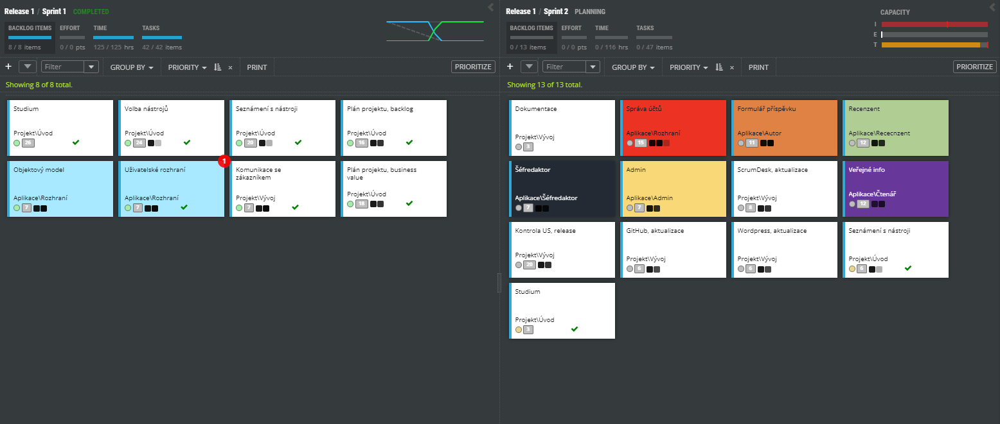 Release 1 / Sprint 1 COMPLETED
BACKLOG ITEMS EFFORT TIME TASKS
8 / 8 items 0 / 0 pts 125 / 125 hrs 42 / 42 items
+ Filter GROUP BY PRIORITY × PRINT PRIORITIZE
Showing 8 of 8 total.
Studium
Projekt\Úvod
26
Volba nástrojů
Projekt\Úvod
24
Seznámení s nástroji
Projekt\Úvod
20
Plán projektu, backlog
Projekt\Úvod
16
Objektový model
Aplikace\Rozhraní
7
1
Uživatelské rozhraní
Aplikace\Rozhraní
7
Komunikace se
zákazníkem
Projekt\Vývoj
7
Plán projektu, business
value
Projekt\Úvod
18
Release 1 / Sprint 2 PLANNING
BACKLOG ITEMS EFFORT TIME TASKS
0 / 13 items 0 / 0 pts 0 / 116 hrs 0 / 47 items
CAPACITY
I
E
T
+ Filter GROUP BY PRIORITY × PRINT PRIORITIZE
Showing 13 of 13 total.
Dokumentace
Projekt\Vývoj
3
Správa účtů
Aplikace\Rozhraní
15
Formulář příspěvku
Aplikace\Autor
11
Recenzent
Aplikace\Rececnzent
12
Šéfredaktor
Aplikace\Šéfredaktor
7
Admin
Aplikace\Admin
7
ScrumDesk, aktualizace
Projekt\Vývoj
8
Veřejné info
Aplikace\Čtenář
12
Kontrola US, release
Projekt\Vývoj
20
GitHub, aktualizace
Projekt\Vývoj
6
Wordpress, aktualizace
Projekt\Vývoj
6
Seznámení s nástroji
Projekt\Úvod
6
Studium
Projekt\Úvod
3